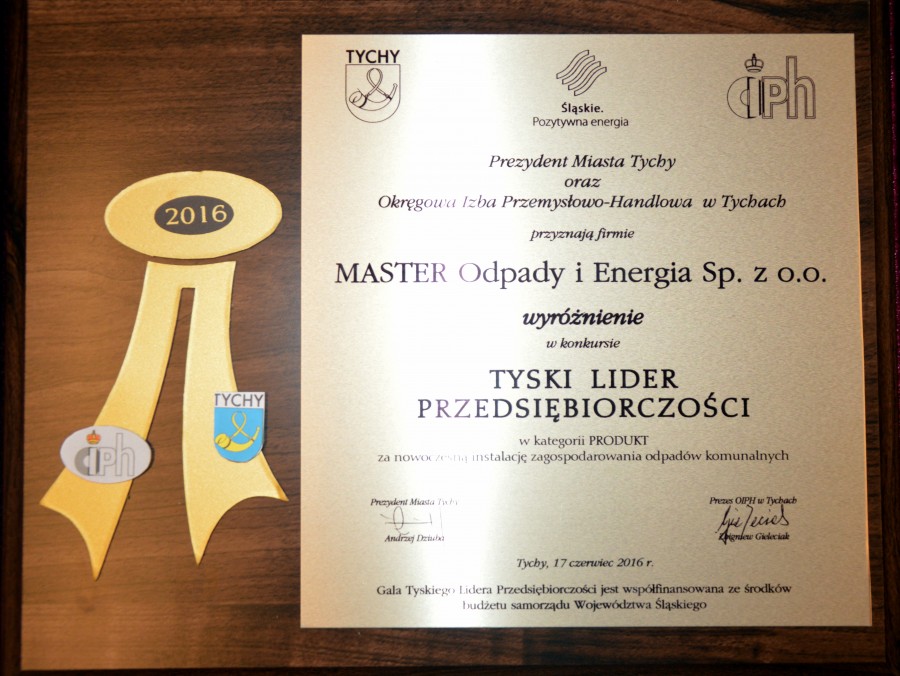 TYCHY
Śląskie.
Pozytywna energia
OIPh
Prezydent Miasta Tychy
oraz
Okręgowa Izba Przemysłowo-Handlowa w Tychach
przyznają firmie
MASTER Odpady i Energia Sp. z o.o.
wyróżnienie
w konkursie
TYSKI LIDER
PRZEDSIĘBIORCZOŚCI
w kategorii PRODUKT
za nowoczesną instalację zagospodarowania odpadów komunalnych
Prezydent Miasta Tychy
Andrzej Dziuba
Prezes OIPH w Tychach
Zbigniew Gieleciak
Tychy, 17 czerwiec 2016 r.
Gala Tyskiego Lidera Przedsiębiorczości jest współfinansowana ze środków
budżetu samorządu Województwa Śląskiego
2016
TYCHY
OIPh